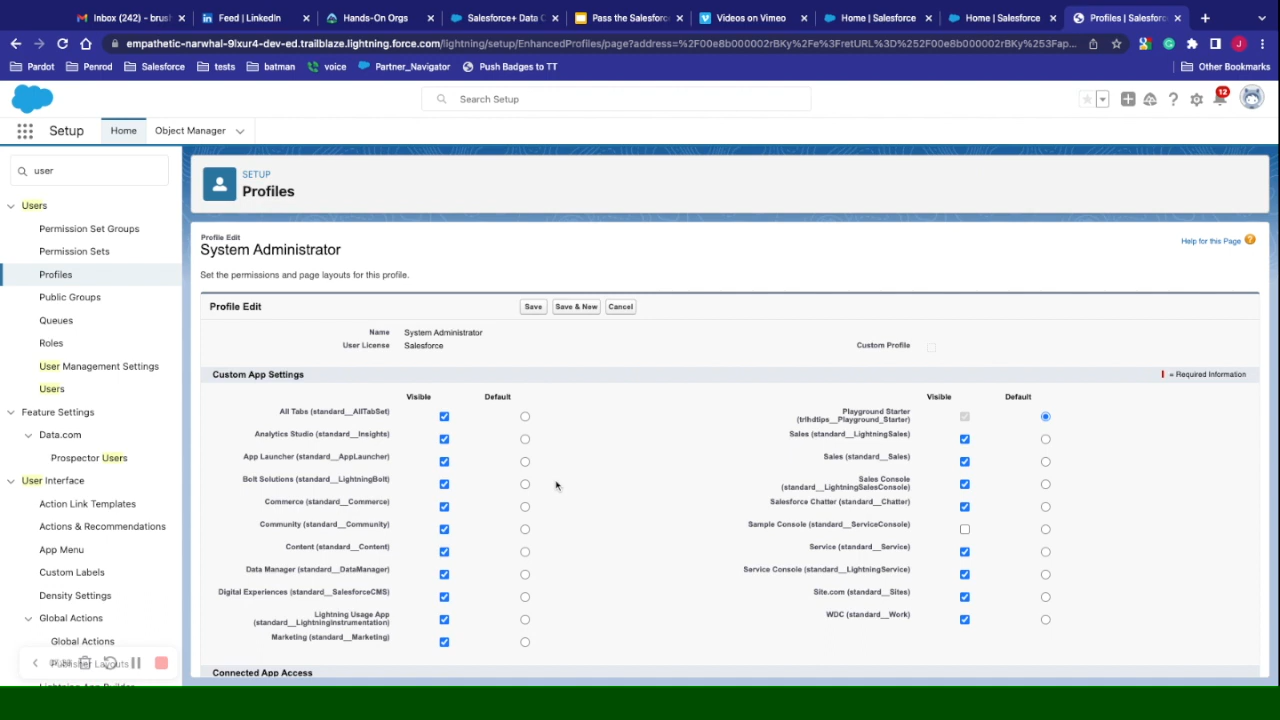 Inbox (242) – brus
Feed | LinkedIn
Hands-On Orgs
Salesforce+ Data C
Pass the Salesforc
Videos on Vimeo
Home | Salesforce
Home | Salesforce
Profiles | Salesfor
empathetic-narwhal-9lxur4-dev-ed.trailblaze.lightning.force.com/lightning/setup/EnhancedProfiles/page?address=%2F00e8b000002rBKy%2Fe%3FretURL%3D%252F00e8b000002rBKy%253Fap...
Pardot
Penrod
Salesforce
tests
batman
voice
Partner_Navigator
Push Badges to TT
Other Bookmarks
Search Setup
12
Setup
Home
Object Manager
user
Users
Permission Set Groups
Permission Sets
Profiles
Public Groups
Queues
Roles
User Management Settings
Users
Feature Settings
Data.com
Prospector Users
User Interface
Action Link Templates
Actions & Recommendations
App Menu
Custom Labels
Density Settings
Global Actions
Global Actions
Publisher Layouts
SETUP
Profiles
Profile Edit
System Administrator
Help for this Page
Set the permissions and page layouts for this profile.
Profile Edit
Save
Save & New
Cancel
Name System Administrator
User License Salesforce
Custom Profile
Custom App Settings
= Required Information
Visible Default
All Tabs (standard__AllTabSet)
Analytics Studio (standard__Insights)
App Launcher (standard__AppLauncher)
Bolt Solutions (standard__LightningBolt)
Commerce (standard__Commerce)
Community (standard__Community)
Content (standard__Content)
Data Manager (standard__DataManager)
Digital Experiences (standard__SalesforceCMS)
Lightning Usage App
(standard__LightningInstrumentation)
Marketing (standard__Marketing)
Visible Default
Playground Starter
(trlhdtips__Playground_Starter)
Sales (standard__LightningSales)
Sales (standard__Sales)
Sales Console
(standard__LightningSalesConsole)
Salesforce Chatter (standard__Chatter)
Sample Console (standard__ServiceConsole)
Service (standard__Service)
Service Console (standard__LightningService)
Site.com (standard__Sites)
WDC (standard__Work)
Connected App Access